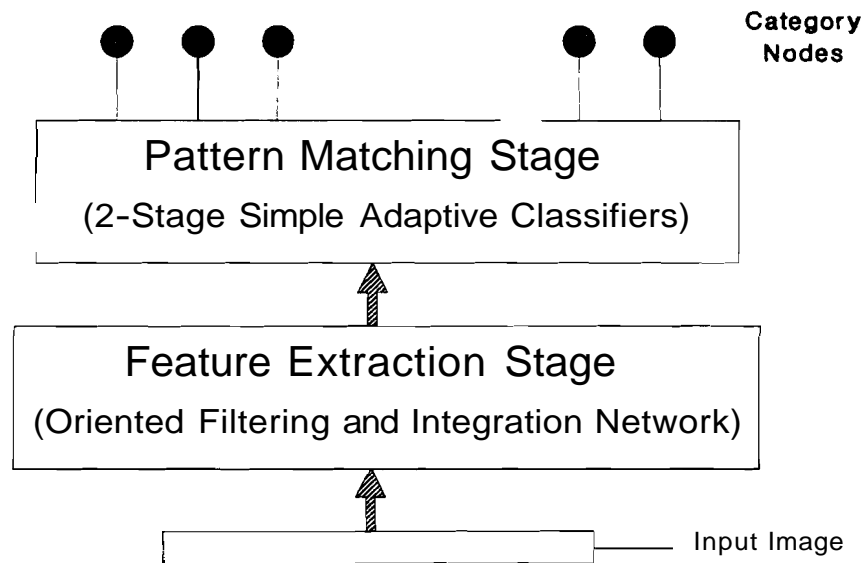 Category
Nodes
Pattern Matching Stage
(2-Stage Simple Adaptive Classifiers)
Feature Extraction Stage
(Oriented Filtering and Integration Network)
Input Image